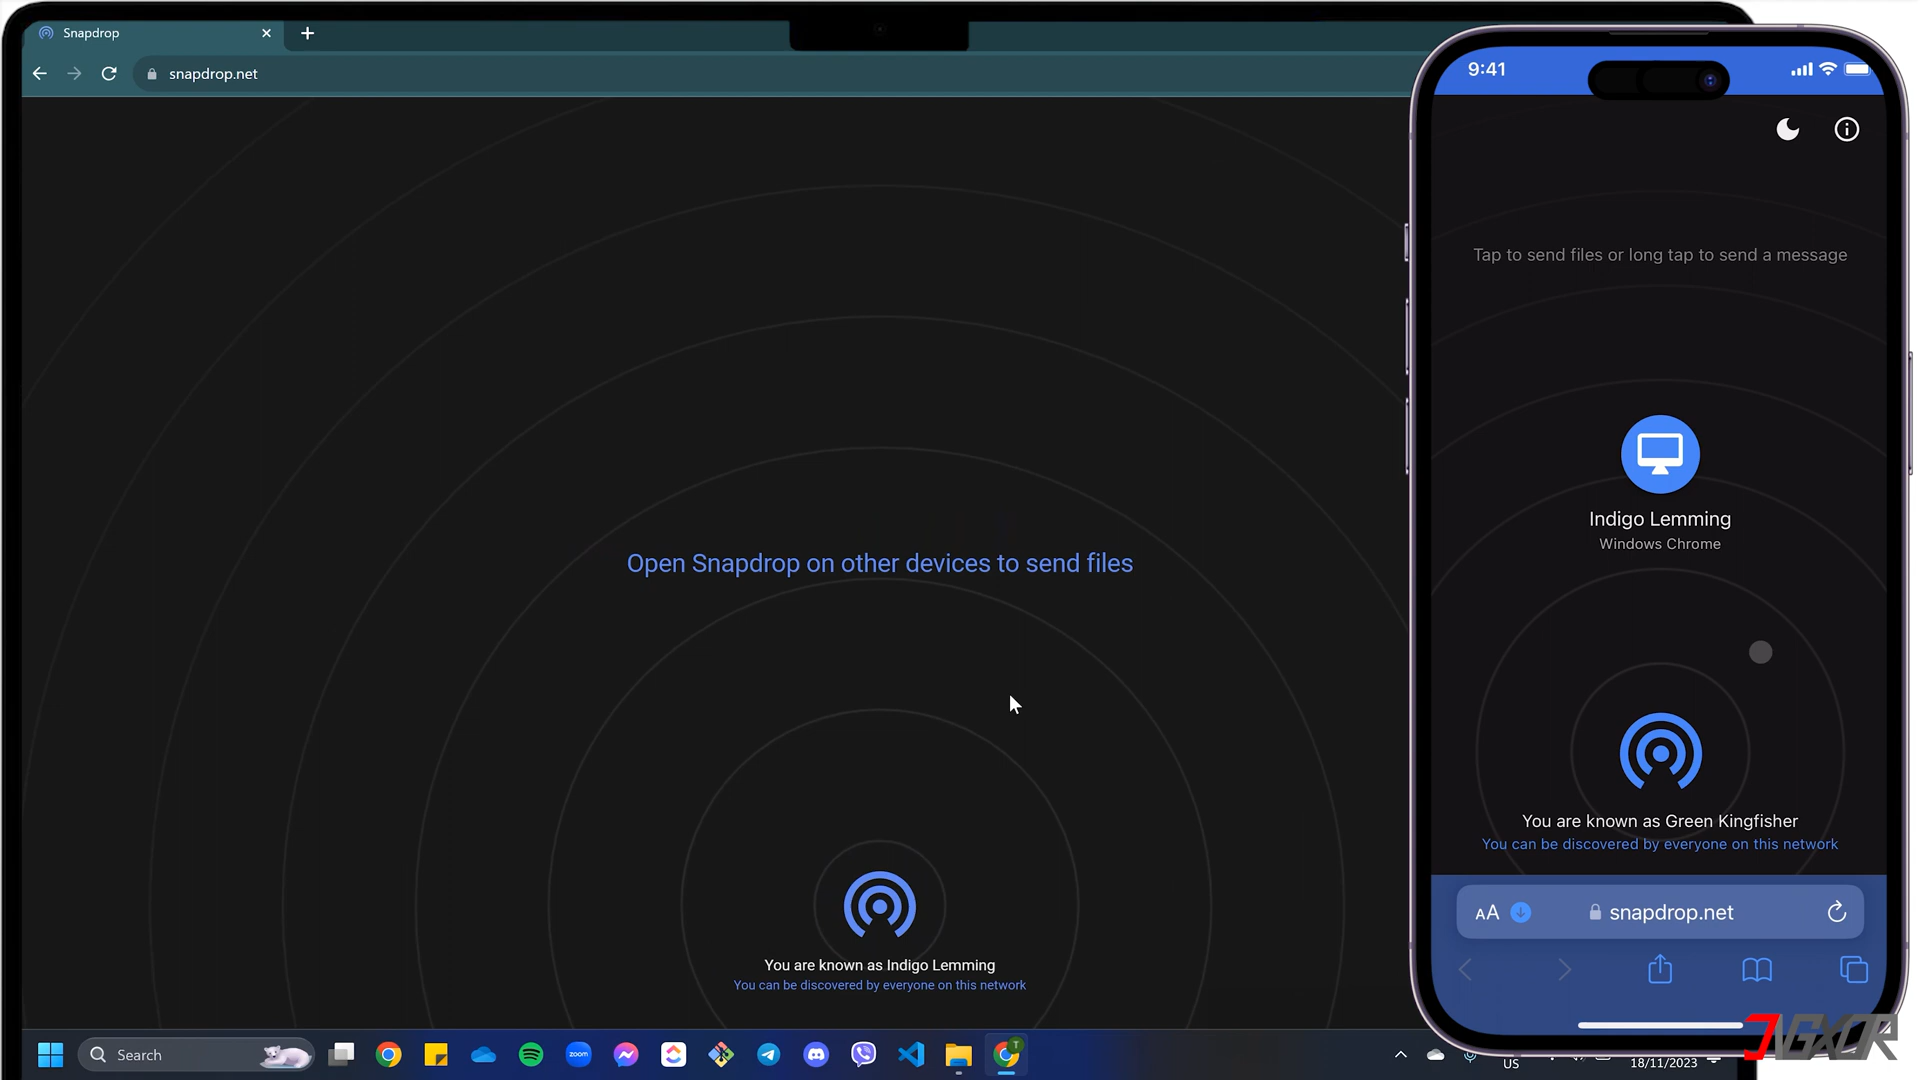 Snapdrop
snapdrop.net
Open Snapdrop on other devices to send files
You are known as Indigo Lemming
You can be discovered by everyone on this network
Search
zoom
T
US
18/11/2023
9:41
Tap to send files or long tap to send a message
Indigo Lemming
Windows Chrome
You are known as Green Kingfisher
You can be discovered by everyone on this network
AA
snapdrop.net